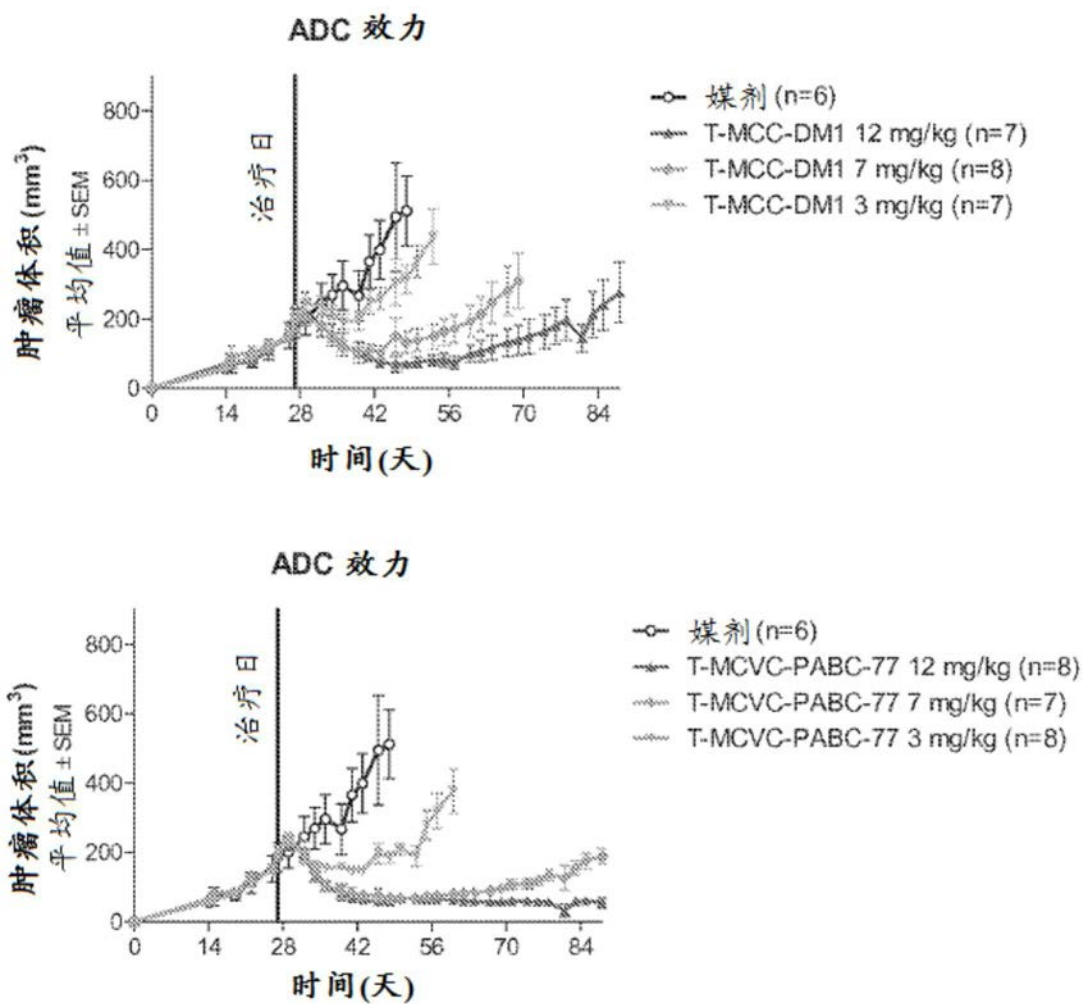 ADC 效力
800
600
400
200
0
肿瘤体积 (mm³)
平均值 ± SEM
治疗日
0 14 28 42 56 70 84
时间(天)
媒剂 (n=6)
T-MCC-DM1 12 mg/kg (n=7)
T-MCC-DM1 7 mg/kg (n=8)
T-MCC-DM1 3 mg/kg (n=7)
ADC 效力
800
600
400
200
0
肿瘤体积(mm³)
平均值 ± SEM
治疗日
0 14 28 42 56 70 84
时间(天)
媒剂 (n=6)
T-MCVC-PABC-77 12 mg/kg (n=8)
T-MCVC-PABC-77 7 mg/kg (n=7)
T-MCVC-PABC-77 3 mg/kg (n=8)